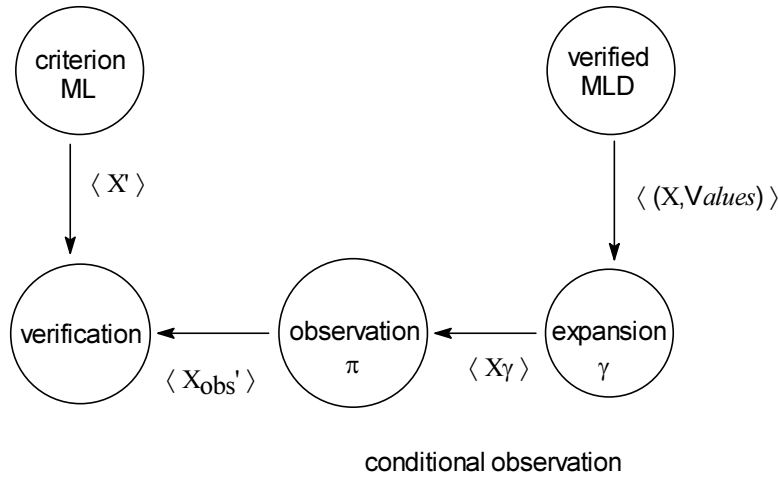 criterion
ML
verified
MLD
⟨ X' ⟩
⟨ (X,Values) ⟩
verification
observation
π
expansion
γ
⟨ Xobs' ⟩
⟨ Xγ ⟩
conditional observation